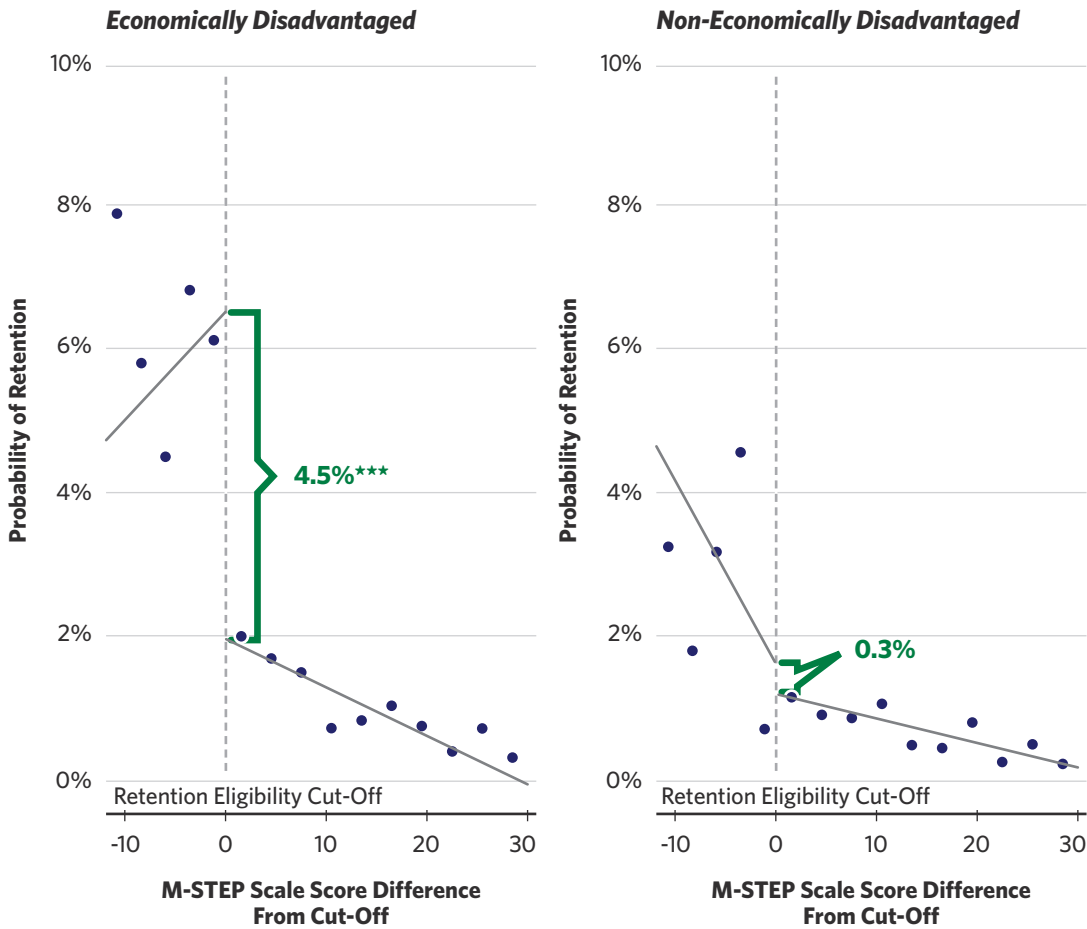 Economically Disadvantaged
10%
8%
6%
4%
2%
0%
Probability of Retention
4.5%***
Retention Eligibility Cut-Off
-10 0 10 20 30
M-STEP Scale Score Difference
From Cut-Off
Non-Economically Disadvantaged
10%
8%
6%
4%
2%
0%
Probability of Retention
0.3%
Retention Eligibility Cut-Off
-10 0 10 20 30
M-STEP Scale Score Difference
From Cut-Off